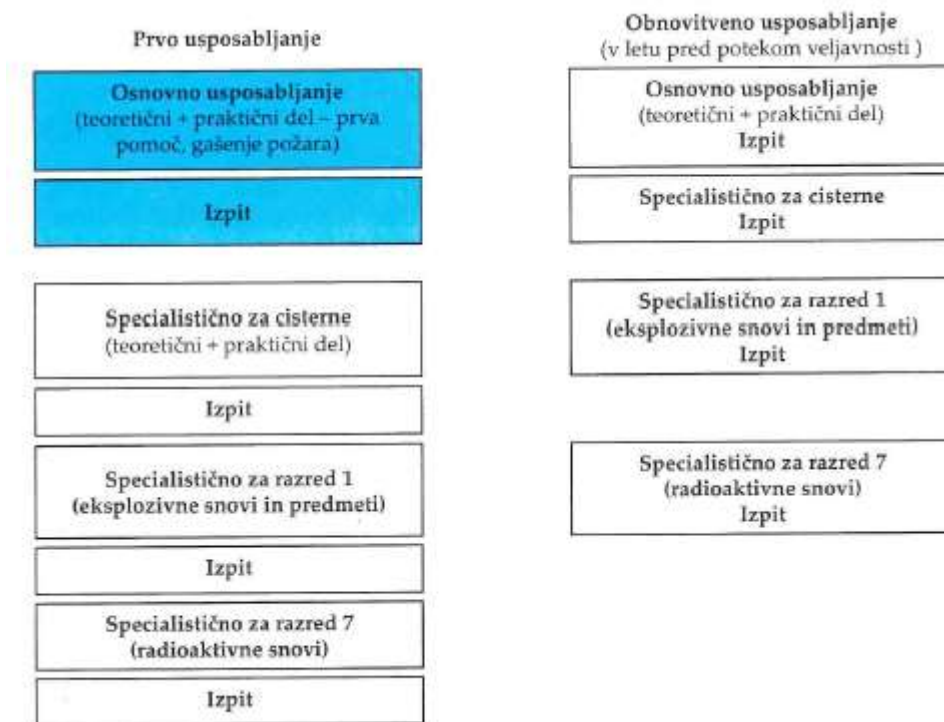 Prvo usposabljanje
Osnovno usposabljanje
(teoretični + praktični del – prva
pomoč, gašenje požara)
Izpit
Specialistično za cisterne
(teoretični + praktični del)
Izpit
Specialistično za razred 1
(eksplozivne snovi in predmeti)
Izpit
Specialistično za razred 7
(radioaktivne snovi)
Izpit
Obnovitveno usposabljanje
(v letu pred potekom veljavnosti )
Osnovno usposabljanje
(teoretični + praktični del)
Izpit
Specialistično za cisterne
Izpit
Specialistično za razred 1
(eksplozivne snovi in predmeti)
Izpit
Specialistično za razred 7
(radioaktivne snovi)
Izpit